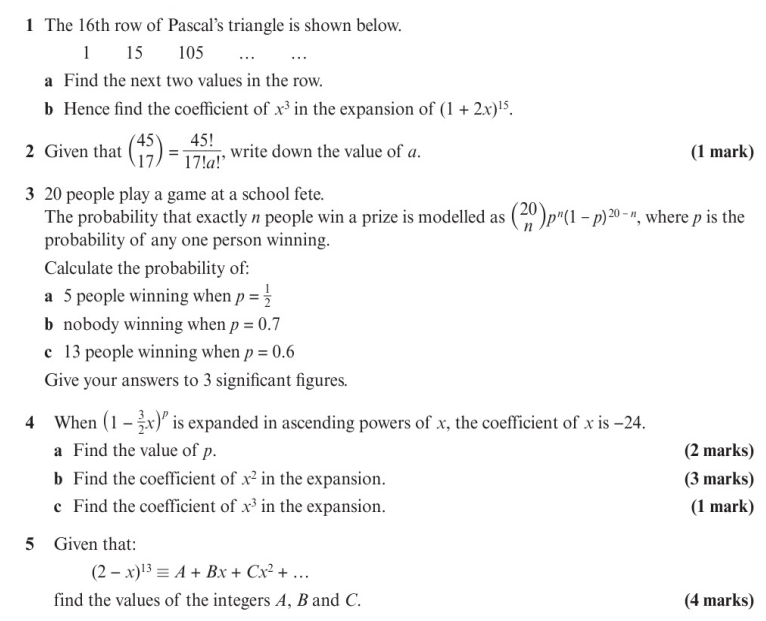 1 The 16th row of Pascal's triangle is shown below.
1 15 105 … …
a Find the next two values in the row.
b Hence find the coefficient of x³ in the expansion of (1 + 2x)¹⁵.
2 Given that (45 17) = 45!/17!a!, write down the value of a. (1 mark)
3 20 people play a game at a school fete.
The probability that exactly n people win a prize is modelled as (20 n)pⁿ(1 − p)²⁰⁻ⁿ, where p is the
probability of any one person winning.
Calculate the probability of:
a 5 people winning when p = ½
b nobody winning when p = 0.7
c 13 people winning when p = 0.6
Give your answers to 3 significant figures.
4 When (1 − 3/2x)ᵖ is expanded in ascending powers of x, the coefficient of x is −24.
a Find the value of p. (2 marks)
b Find the coefficient of x² in the expansion. (3 marks)
c Find the coefficient of x³ in the expansion. (1 mark)
5 Given that:
(2 − x)¹³ ≡ A + Bx + Cx² + …
find the values of the integers A, B and C. (4 marks)